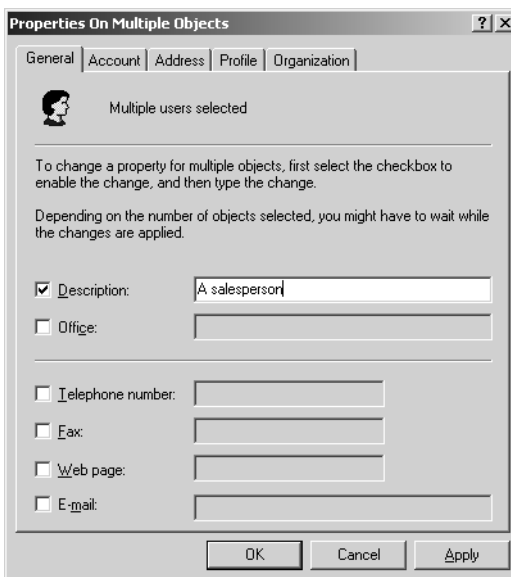 Properties On Multiple Objects
General Account Address Profile Organization
Multiple users selected
To change a property for multiple objects, first select the checkbox to
enable the change, and then type the change.
Depending on the number of objects selected, you might have to wait while
the changes are applied.
Description: A salesperson
Office:
Telephone number:
Fax:
Web page:
E-mail:
OK Cancel Apply